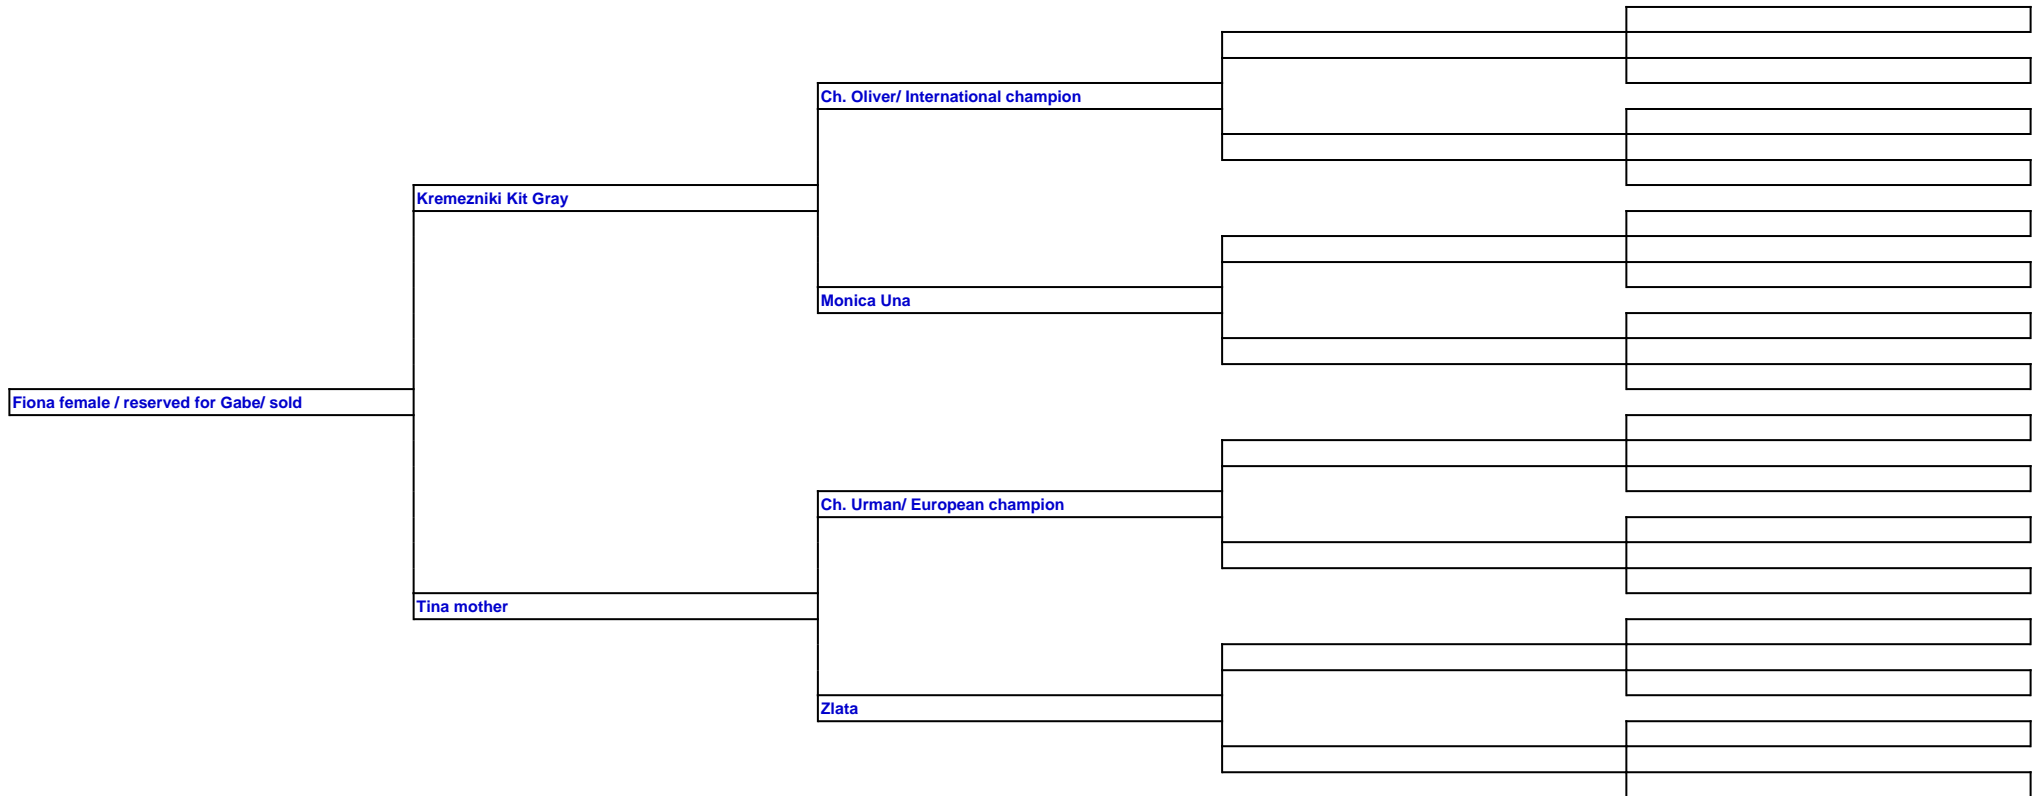 Ch. Oliver/ International champion
Kremezniki Kit Gray
Monica Una
Fiona female / reserved for Gabe/ sold
Ch. Urman/ European champion
Tina mother
Zlata